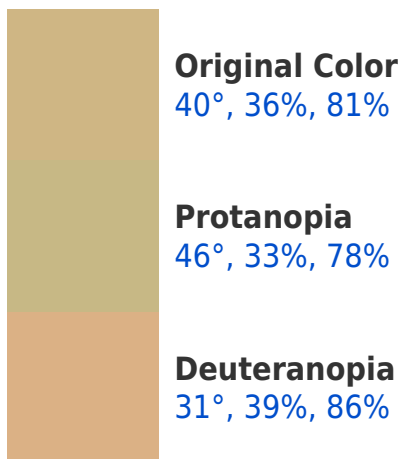 Original Color
40°, 36%, 81%
Protanopia
46°, 33%, 78%
Deuteranopia
31°, 39%, 86%